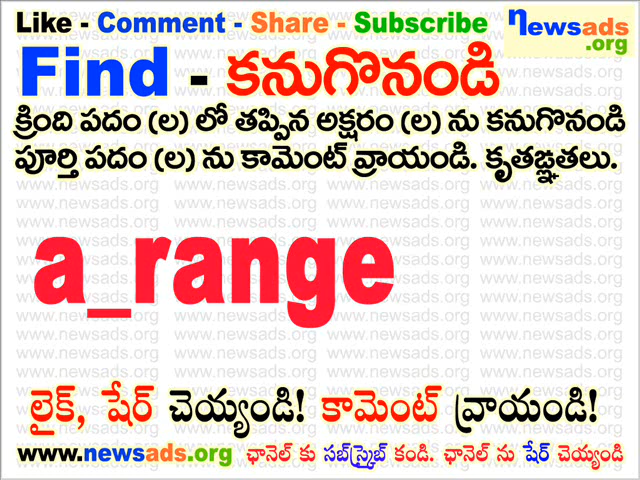 Like - Comment - Share - Subscribe
newsads
.org
Find - కనుగొనండి
క్రింది పదం (ల) లో తప్పిన అక్షరం (ల) ను కనుగొనండి
పూర్తి పదం (ల) ను కామెంట్ వ్రాయండి. కృతజ్ఞతలు.
a_range
లైక్, షేర్ చెయ్యండి! కామెంట్ వ్రాయండి!
www.newsads.org ఛానెల్ కు సబ్‌స్క్రైబ్ కండి. ఛానెల్ ను షేర్ చెయ్యండి